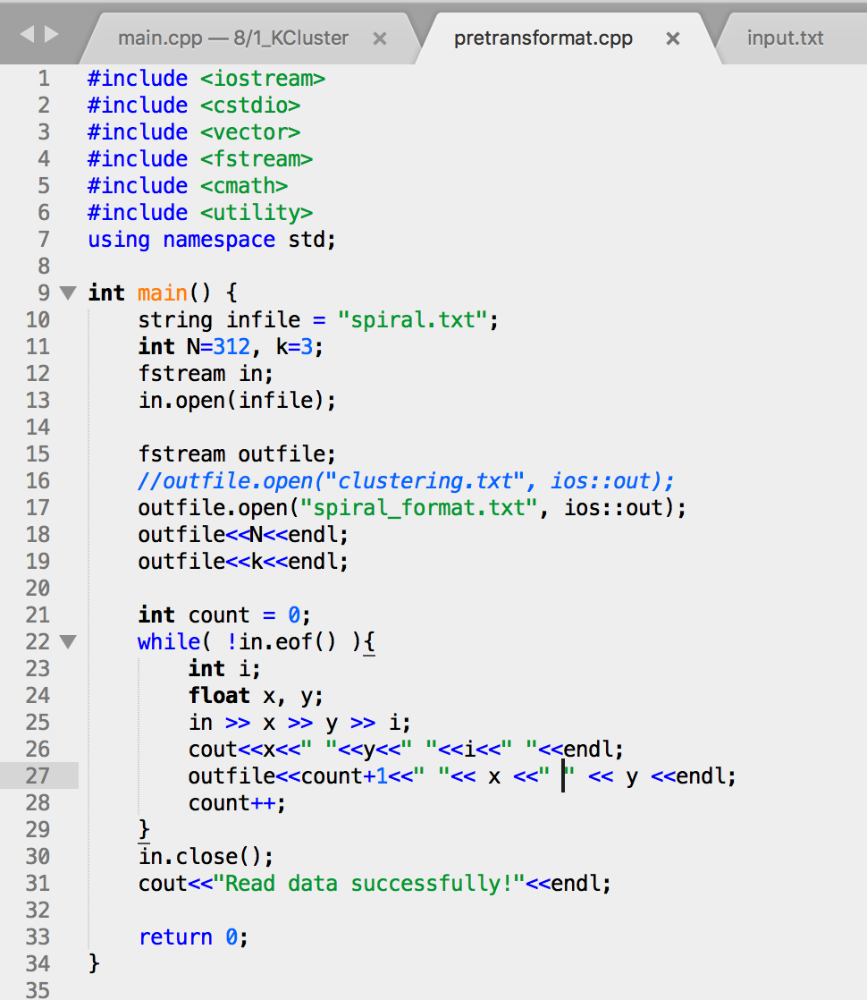 main.cpp — 8/1_KCluster × pretransformat.cpp × input.txt
1 #include <iostream>
2 #include <cstdio>
3 #include <vector>
4 #include <fstream>
5 #include <cmath>
6 #include <utility>
7 using namespace std;
8
9 int main() {
10 string infile = "spiral.txt";
11 int N=312, k=3;
12 fstream in;
13 in.open(infile);
14
15 fstream outfile;
16 //outfile.open("clustering.txt", ios::out);
17 outfile.open("spiral_format.txt", ios::out);
18 outfile<<N<<endl;
19 outfile<<k<<endl;
20
21 int count = 0;
22 while( !in.eof() ){
23 int i;
24 float x, y;
25 in >> x >> y >> i;
26 cout<<x<<" "<<y<<" "<<i<<" "<<endl;
27 outfile<<count+1<<" "<< x <<" " << y <<endl;
28 count++;
29 }
30 in.close();
31 cout<<"Read data successfully!"<<endl;
32
33 return 0;
34 }
35